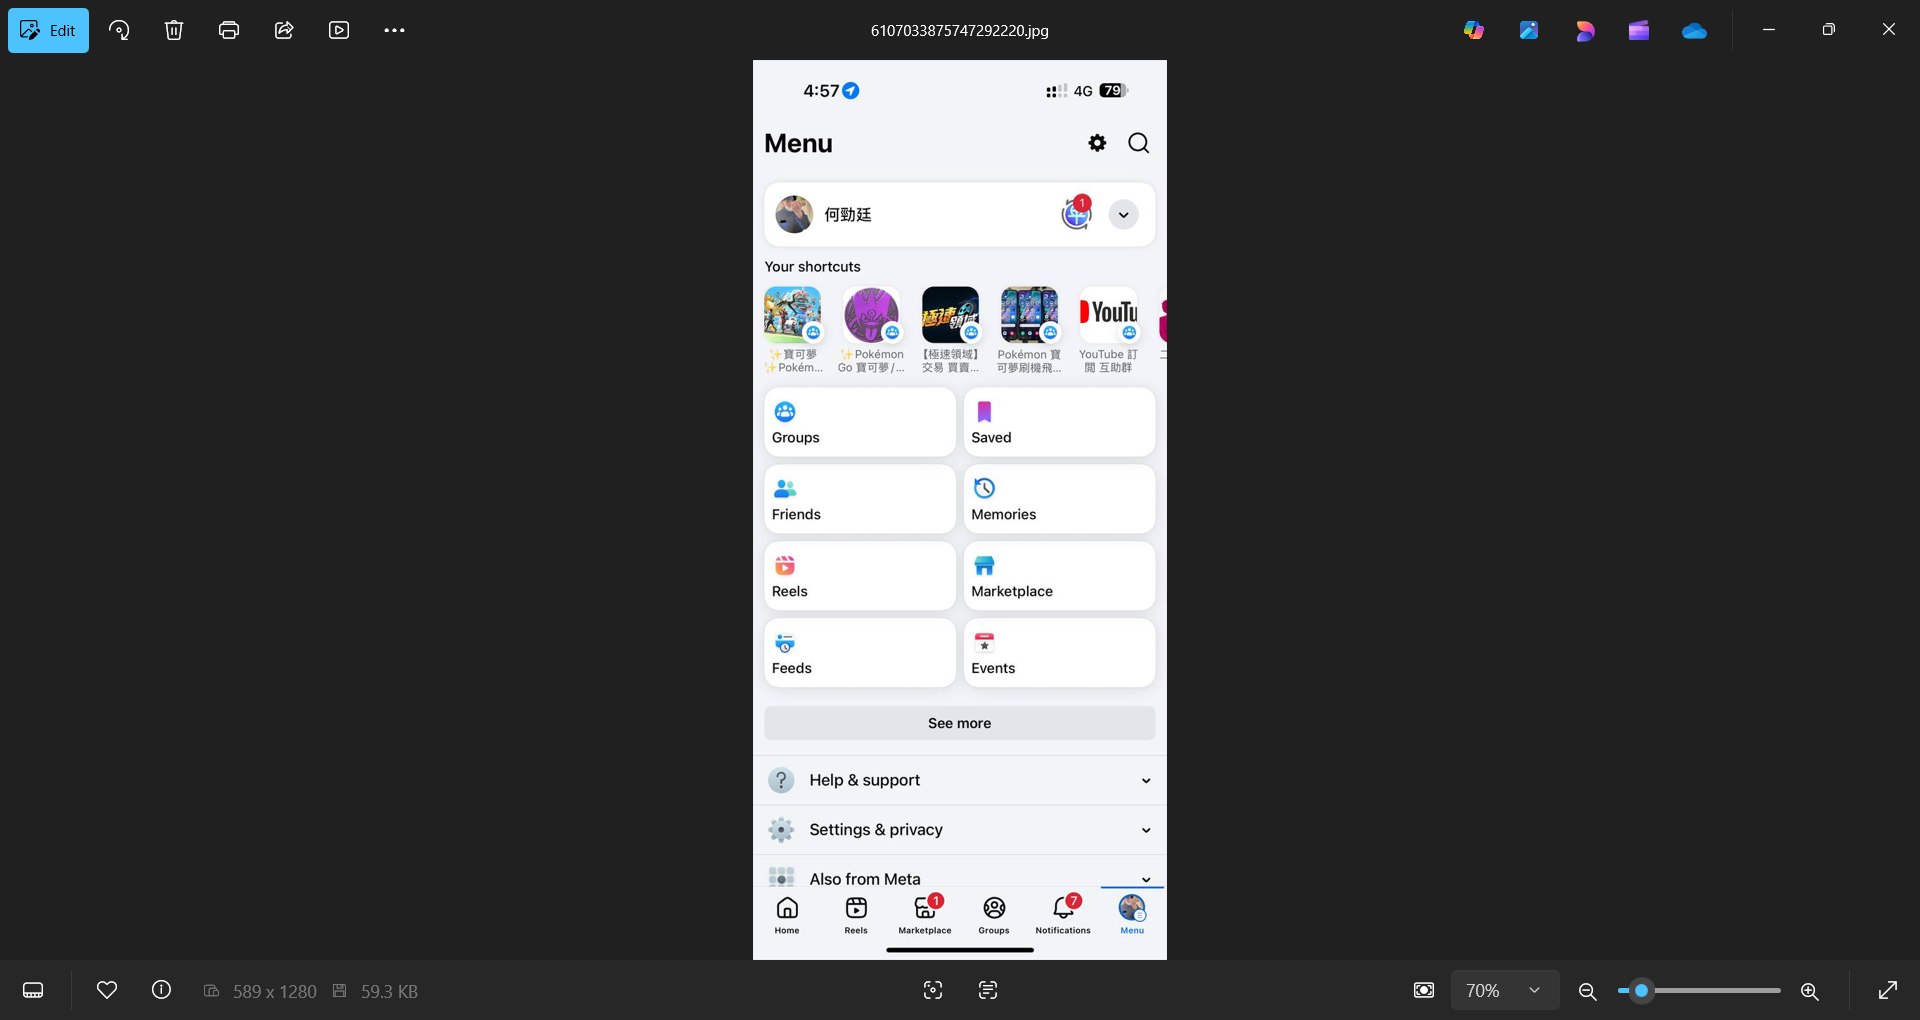 Edit
6107033875747292220.jpg
4:57
4G 79
Menu
何勁廷
1
Your shortcuts
極速領域
YouTu
✨寶可夢
✨Pokém...
✨Pokémon
Go 寶可夢/...
【極速領域】
交易 買賣...
Pokémon 寶
可夢刷機飛...
YouTube 訂
閱 互助群
Groups
Saved
Friends
Memories
Reels
Marketplace
Feeds
Events
See more
Help & support
Settings & privacy
Also from Meta
1
7
Home
Reels
Marketplace
Groups
Notifications
Menu
589 x 1280
59.3 KB
70%